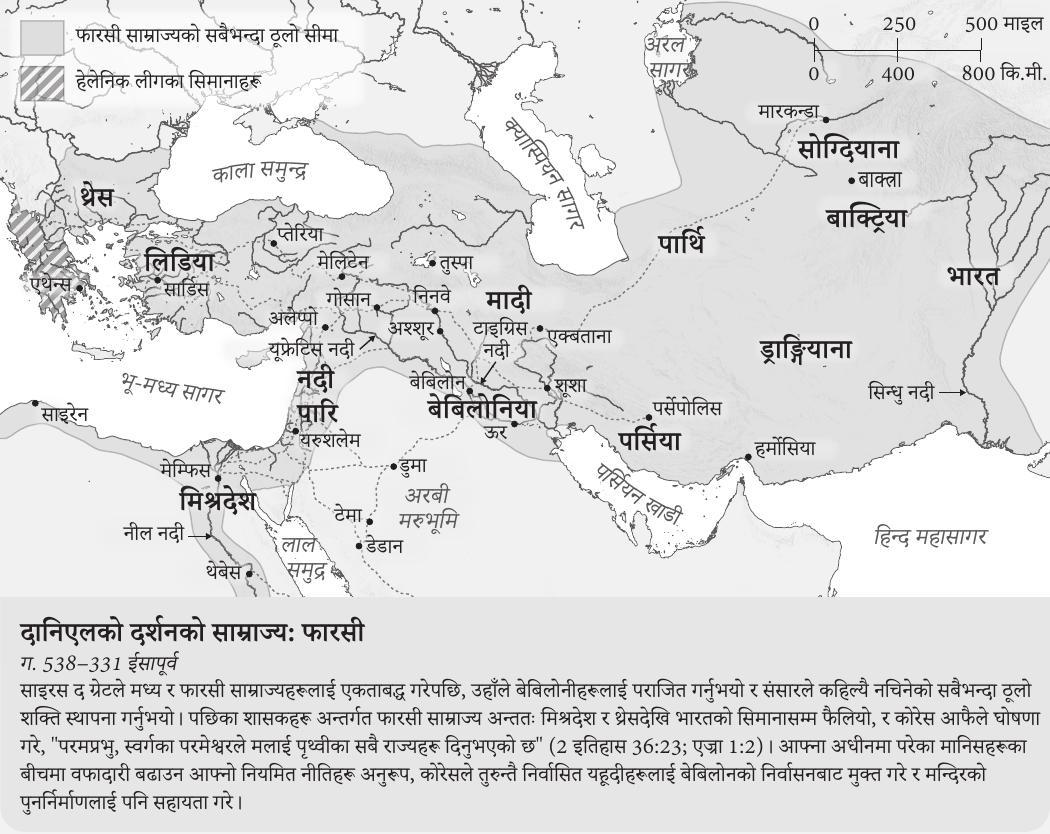 फारसी साम्राज्यको सबैभन्दा ठूलो सीमा
हेलेनिक लीगका सिमानाहरू
0 250 500 माइल
0 400 800 कि.मी.
अरल
सागर
मारकन्डा
सोग्दियाना
क्यास्पियन सागर
काला समुन्द्र
बाक्त्रा
थ्रेस
बाक्ट्रिया
प्तेरिया
पार्थि
लिडिया
मेलिटेन
तुस्पा
भारत
एथेन्स
सार्डिस
गोसान
निनवे
मादी
अलेप्पो
अश्शूर
टाइग्रिस
नदी
एक्बताना
यूफ्रेटिस नदी
ड्राङ्गियाना
भू-मध्य सागर
नदी
पारि
बेबिलान
शूशा
सिन्धु नदी
साइरेन
बेबिलोनिया
पर्सेपोलिस
ऊर
यरुशलेम
पर्सिया
हर्मोसिया
मेम्फिस
डुमा
पर्सियन खाडी
मिश्रदेश
अरबी
मरुभूमि
टेमा
नील नदी
डेडान
लाल
समुद्र
हिन्द महासागर
थेबेस
दानिएलको दर्शनको साम्राज्य: फारसी
ग. 538–331 ईसापूर्व
साइरस द ग्रेटले मध्य र फारसी साम्राज्यहरूलाई एकताबद्ध गरेपछि, उहाँले बेबिलोनीहरूलाई पराजित गर्नुभयो र संसारले कहिल्यै नचिनेको सबैभन्दा ठूलो
शक्ति स्थापना गर्नुभयो। पछिका शासकहरू अन्तर्गत फारसी साम्राज्य अन्ततः मिश्रदेश र थ्रेसदेखि भारतको सिमानासम्म फैलियो, र कोरेस आफैले घोषणा
गरे, "परमप्रभु, स्वर्गका परमेश्वरले मलाई पृथ्वीका सबै राज्यहरू दिनुभएको छ" (2 इतिहास 36:23; एज्रा 1:2)। आफ्ना अधीनमा परेका मानिसहरूका
बीचमा वफादारी बढाउन आफ्नो नियमित नीतिहरू अनुरूप, कोरेसले तुरुन्तै निर्वासित यहूदीहरूलाई बेबिलोनको निर्वासनबाट मुक्त गरे र मन्दिरको
पुनर्निर्माणलाई पनि सहायता गरे।